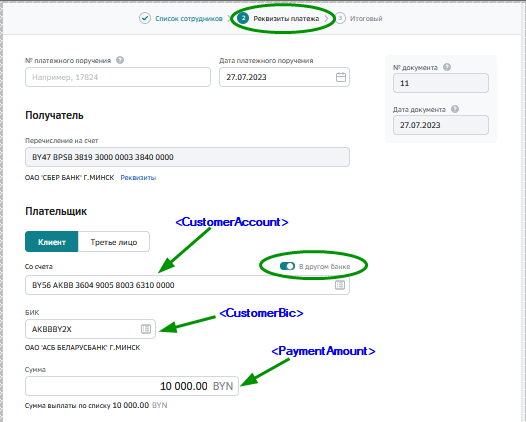 Список сотрудников
2 Реквизиты платежа
3 Итоговый
№ платежного поручения ?
Дата платежного поручения
№ документа ?
Например, 17824
27.07.2023
11
Дата документа ?
27.07.2023
Получатель
Перечисление на счет
BY47 BPSB 3819 3000 0003 3840 0000
ОАО 'СБЕР БАНК' Г.МИНСК Реквизиты
Плательщик
<CustomerAccount>
Клиент Третье лицо
Со счета
В другом банке
BY56 AKBB 3604 9005 8003 6310 0000
БИК
<CustomerBic>
AKBBBY2X
ОАО 'АСБ БЕЛАРУСБАНК' Г.МИНСК
<PaymentAmount>
Сумма
10 000.00 BYN
Сумма выплаты по списку 10 000.00 BYN